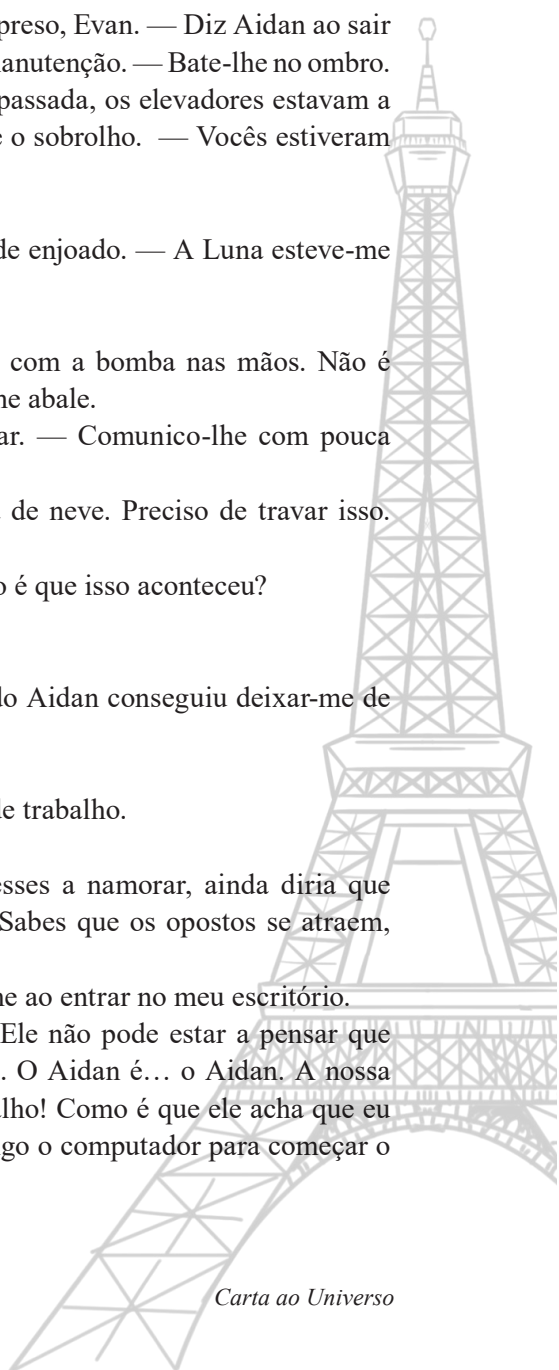 preso, Evan. — Diz Aidan ao sair
anutenção. — Bate-lhe no ombro.
passada, os elevadores estavam a
e o sobrolho. — Vocês estiveram
de enjoado. — A Luna esteve-me
com a bomba nas mãos. Não é
me abale.
ar. — Comunico-lhe com pouca
de neve. Preciso de travar isso.
o é que isso aconteceu?
do Aidan conseguiu deixar-me de
de trabalho.
esses a namorar, ainda diria que
Sabes que os opostos se atraem,
ne ao entrar no meu escritório.
Ele não pode estar a pensar que
. O Aidan é… o Aidan. A nossa
alho! Como é que ele acha que eu
go o computador para começar o
Carta ao Universo